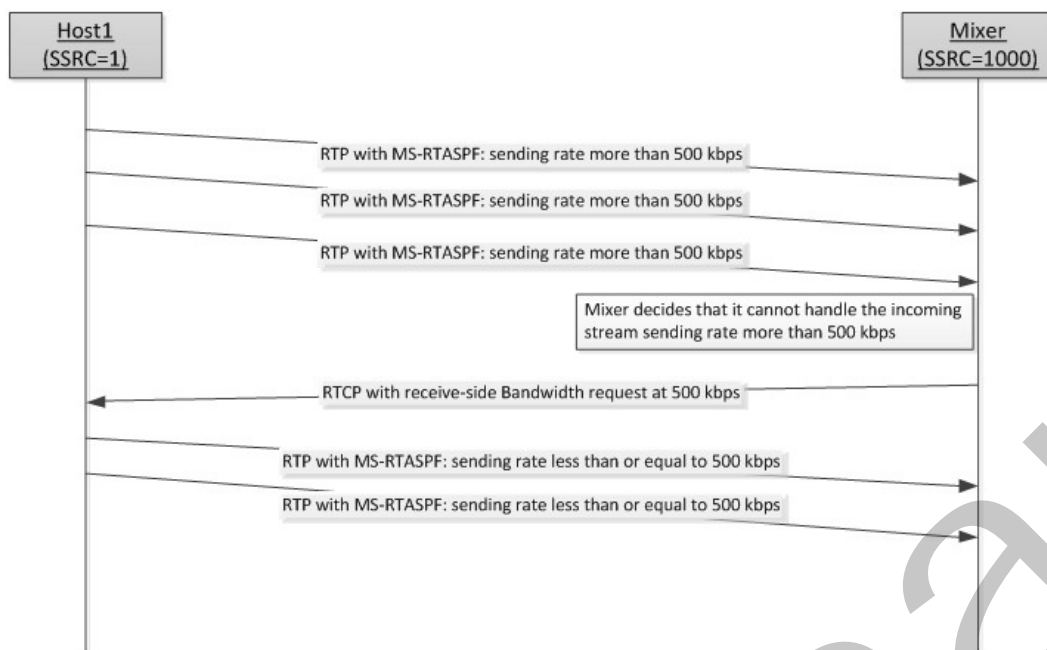 Host1
(SSRC=1)
Mixer
(SSRC=1000)
RTP with MS-RTASPF: sending rate more than 500 kbps
RTP with MS-RTASPF: sending rate more than 500 kbps
RTP with MS-RTASPF: sending rate more than 500 kbps
Mixer decides that it cannot handle the incoming
stream sending rate more than 500 kbps
RTCP with receive-side Bandwidth request at 500 kbps
RTP with MS-RTASPF: sending rate less than or equal to 500 kbps
RTP with MS-RTASPF: sending rate less than or equal to 500 kbps